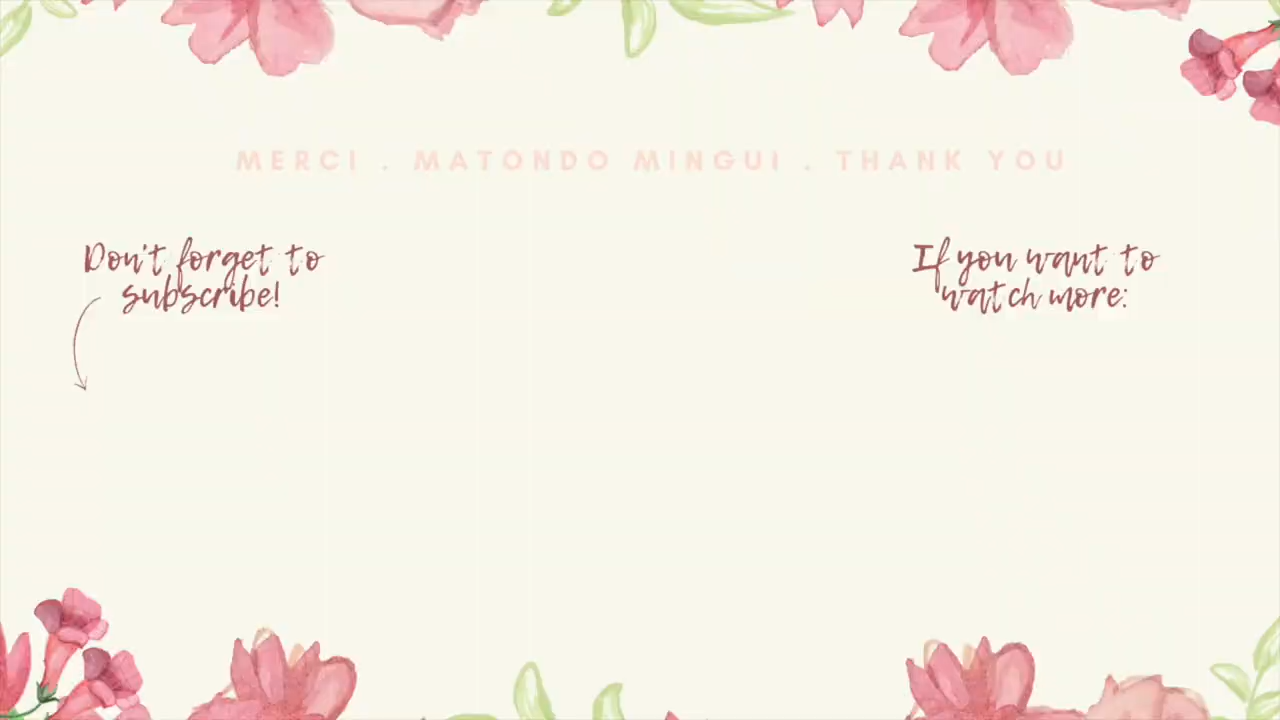 MERCI . MATONDO MINGUI . THANK YOU
Don't forget to
subscribe!
If you want to
watch more: